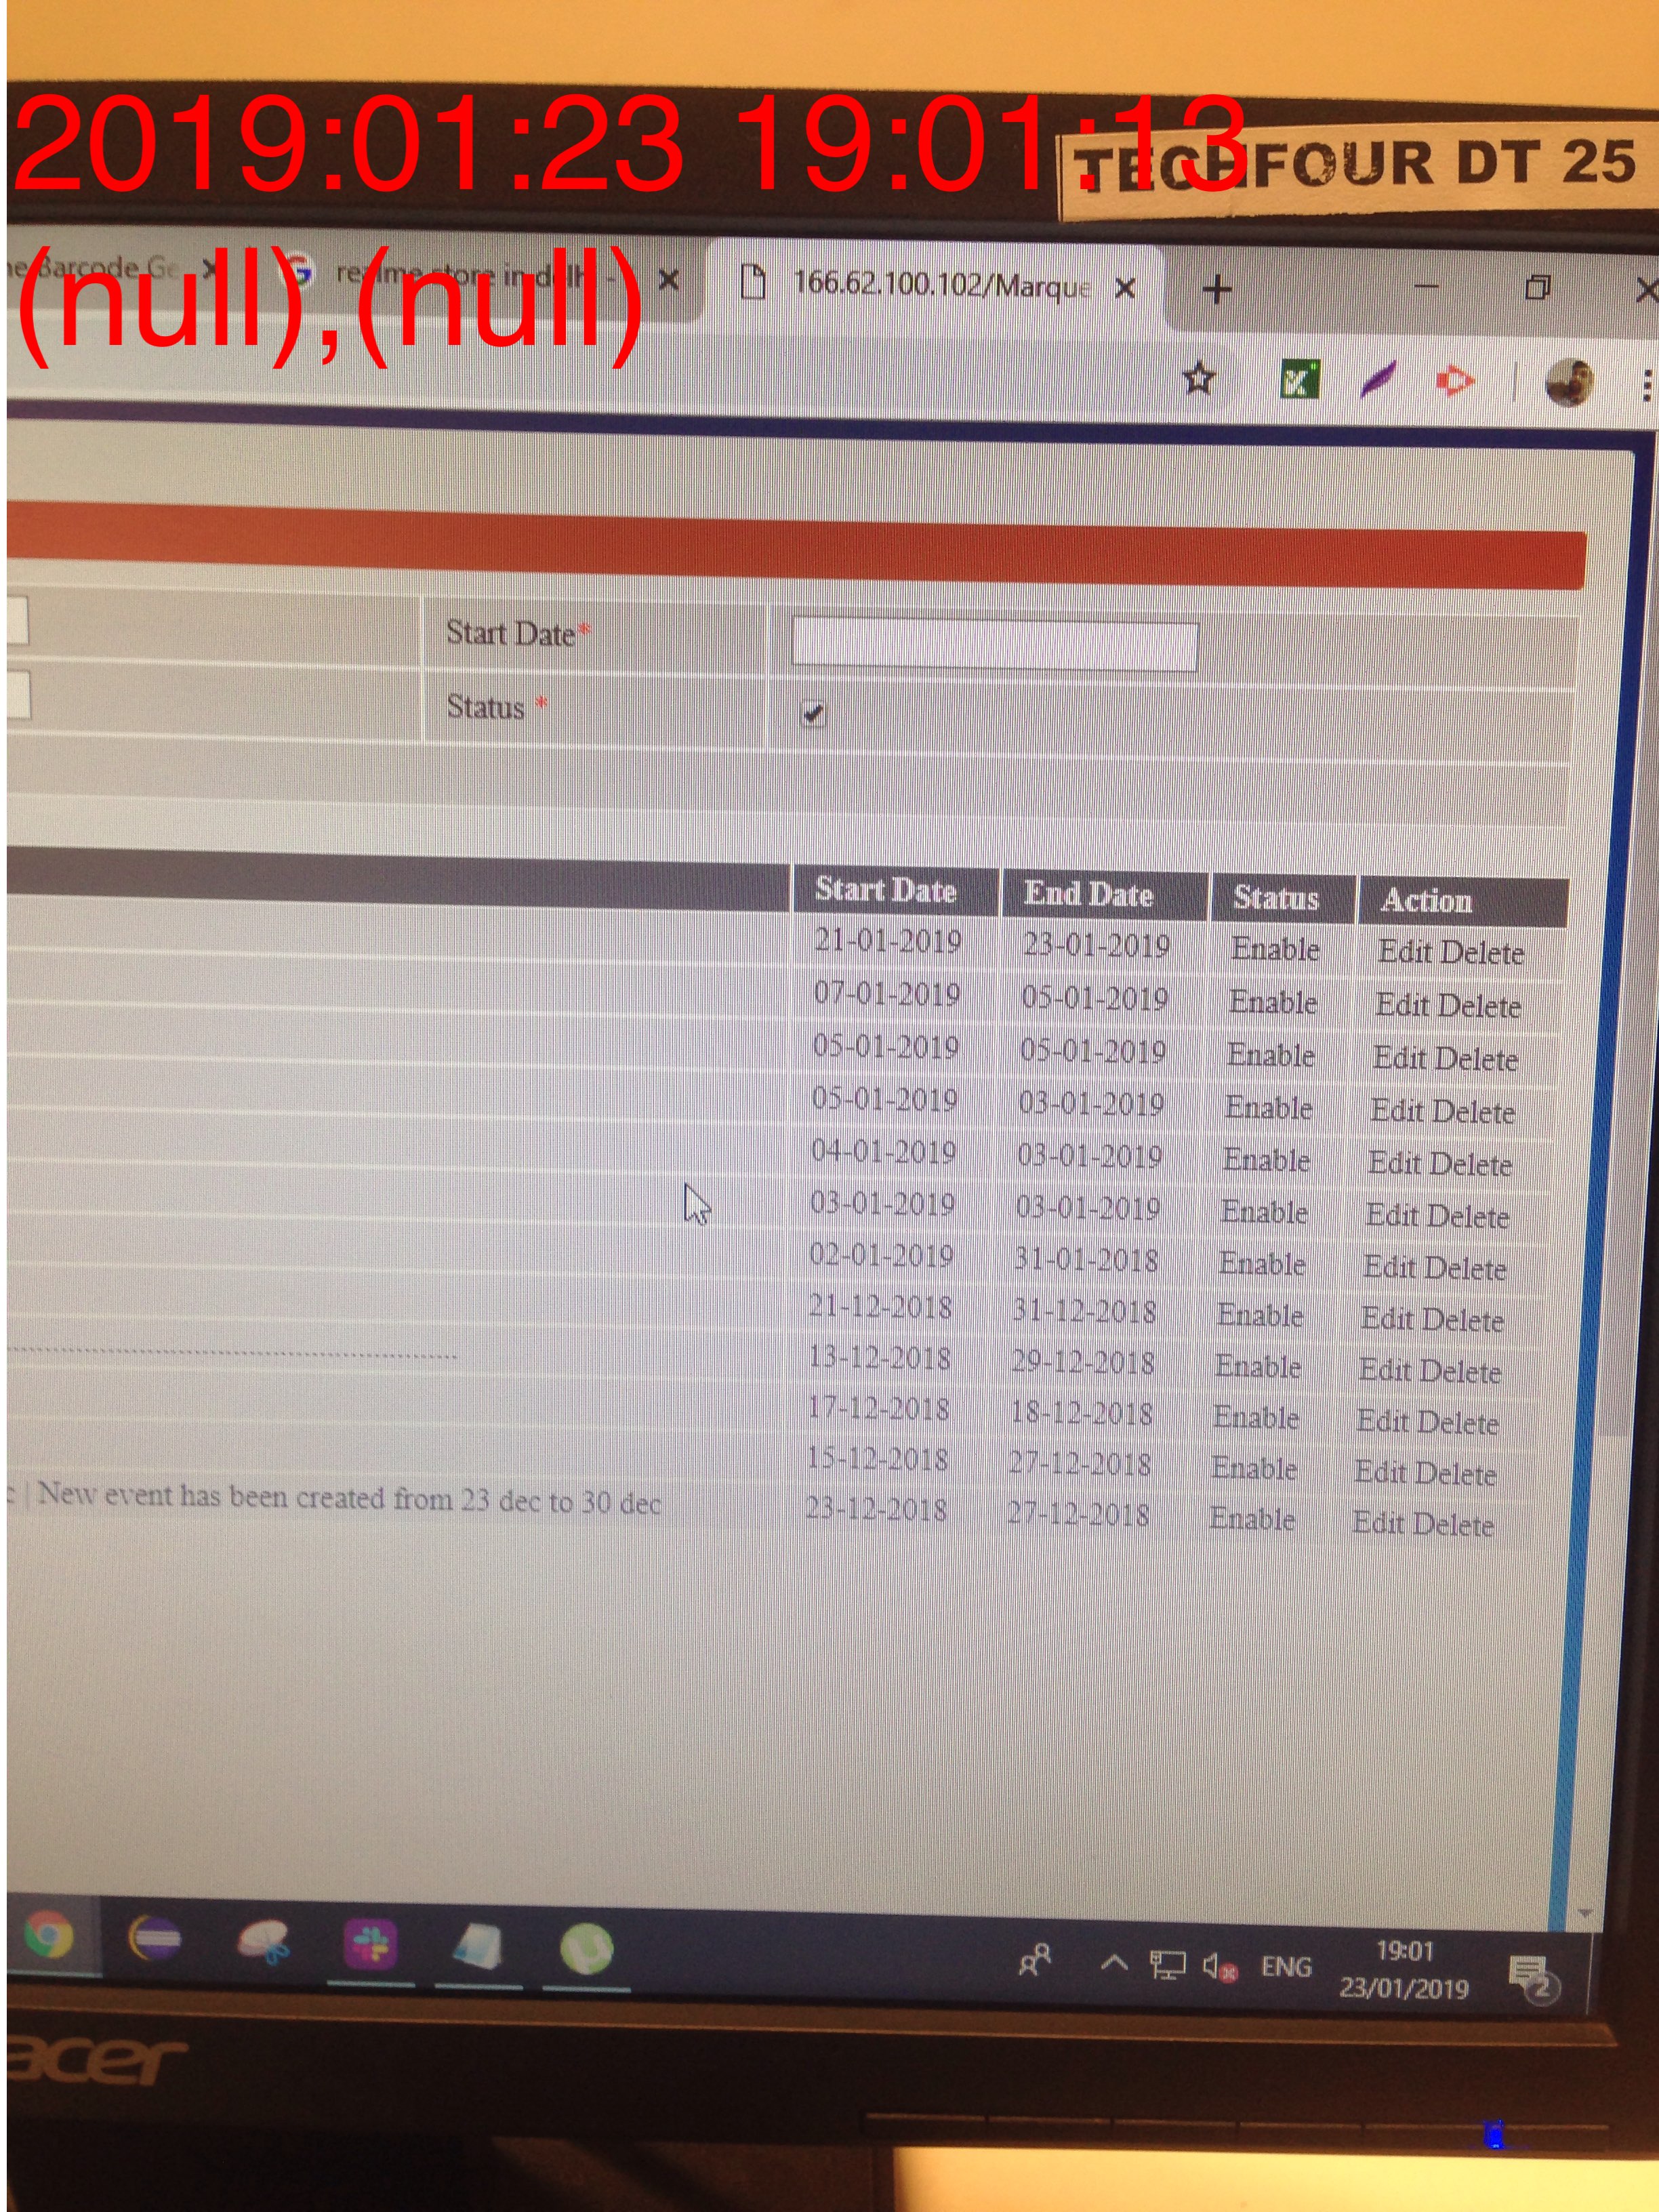 2019:01:23 19:01:13
TECHFOUR DT 25
(null),(null)
166.62.100.102/Marque
Start Date*
Status *
Start Date End Date Status Action
21-01-2019 23-01-2019 Enable Edit Delete
07-01-2019 05-01-2019 Enable Edit Delete
05-01-2019 05-01-2019 Enable Edit Delete
05-01-2019 03-01-2019 Enable Edit Delete
04-01-2019 03-01-2019 Enable Edit Delete
03-01-2019 03-01-2019 Enable Edit Delete
02-01-2019 31-01-2018 Enable Edit Delete
21-12-2018 31-12-2018 Enable Edit Delete
13-12-2018 29-12-2018 Enable Edit Delete
17-12-2018 18-12-2018 Enable Edit Delete
15-12-2018 27-12-2018 Enable Edit Delete
| New event has been created from 23 dec to 30 dec 23-12-2018 27-12-2018 Enable Edit Delete
ENG
19:01
23/01/2019
2
acer